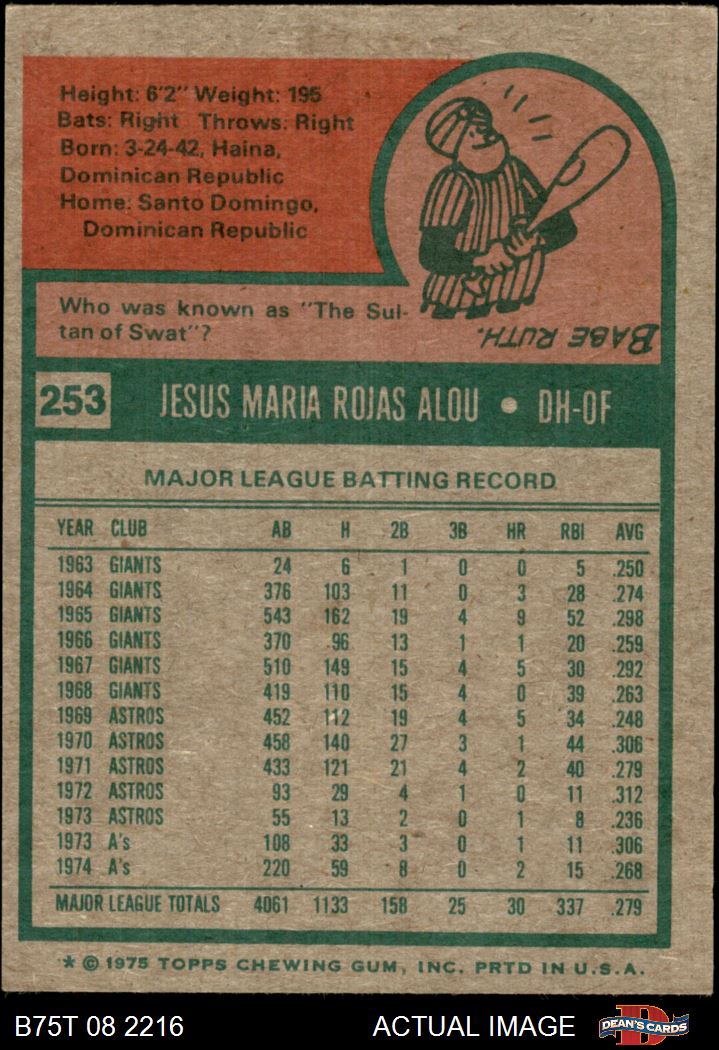 Height: 6'2" Weight: 195
Bats: Right Throws: Right
Born: 3-24-42, Haina,
Dominican Republic
Home: Santo Domingo,
Dominican Republic
Who was known as "The Sul-
tan of Swat"?
BABE RUTH.
253 JESUS MARIA ROJAS ALOU • DH-OF
MAJOR LEAGUE BATTING RECORD
YEAR CLUB AB H 2B 3B HR RBI AVG
1963 GIANTS 24 6 1 0 0 5 .250
1964 GIANTS 376 103 11 0 3 28 .274
1965 GIANTS 543 162 19 4 9 52 .298
1966 GIANTS 370 96 13 1 1 20 .259
1967 GIANTS 510 149 15 4 5 30 .292
1968 GIANTS 419 110 15 4 0 39 .263
1969 ASTROS 452 112 19 4 5 34 .248
1970 ASTROS 458 140 27 3 1 44 .306
1971 ASTROS 433 121 21 4 2 40 .279
1972 ASTROS 93 29 4 1 0 11 .312
1973 ASTROS 55 13 2 0 1 8 .236
1973 A's 108 33 3 0 1 11 .306
1974 A's 220 59 8 0 2 15 .268
MAJOR LEAGUE TOTALS 4061 1133 158 25 30 337 .279
* © 1975 TOPPS CHEWING GUM, INC. PRTD IN U.S.A.
B75T 08 2216 ACTUAL IMAGE D DEAN'S CARDS